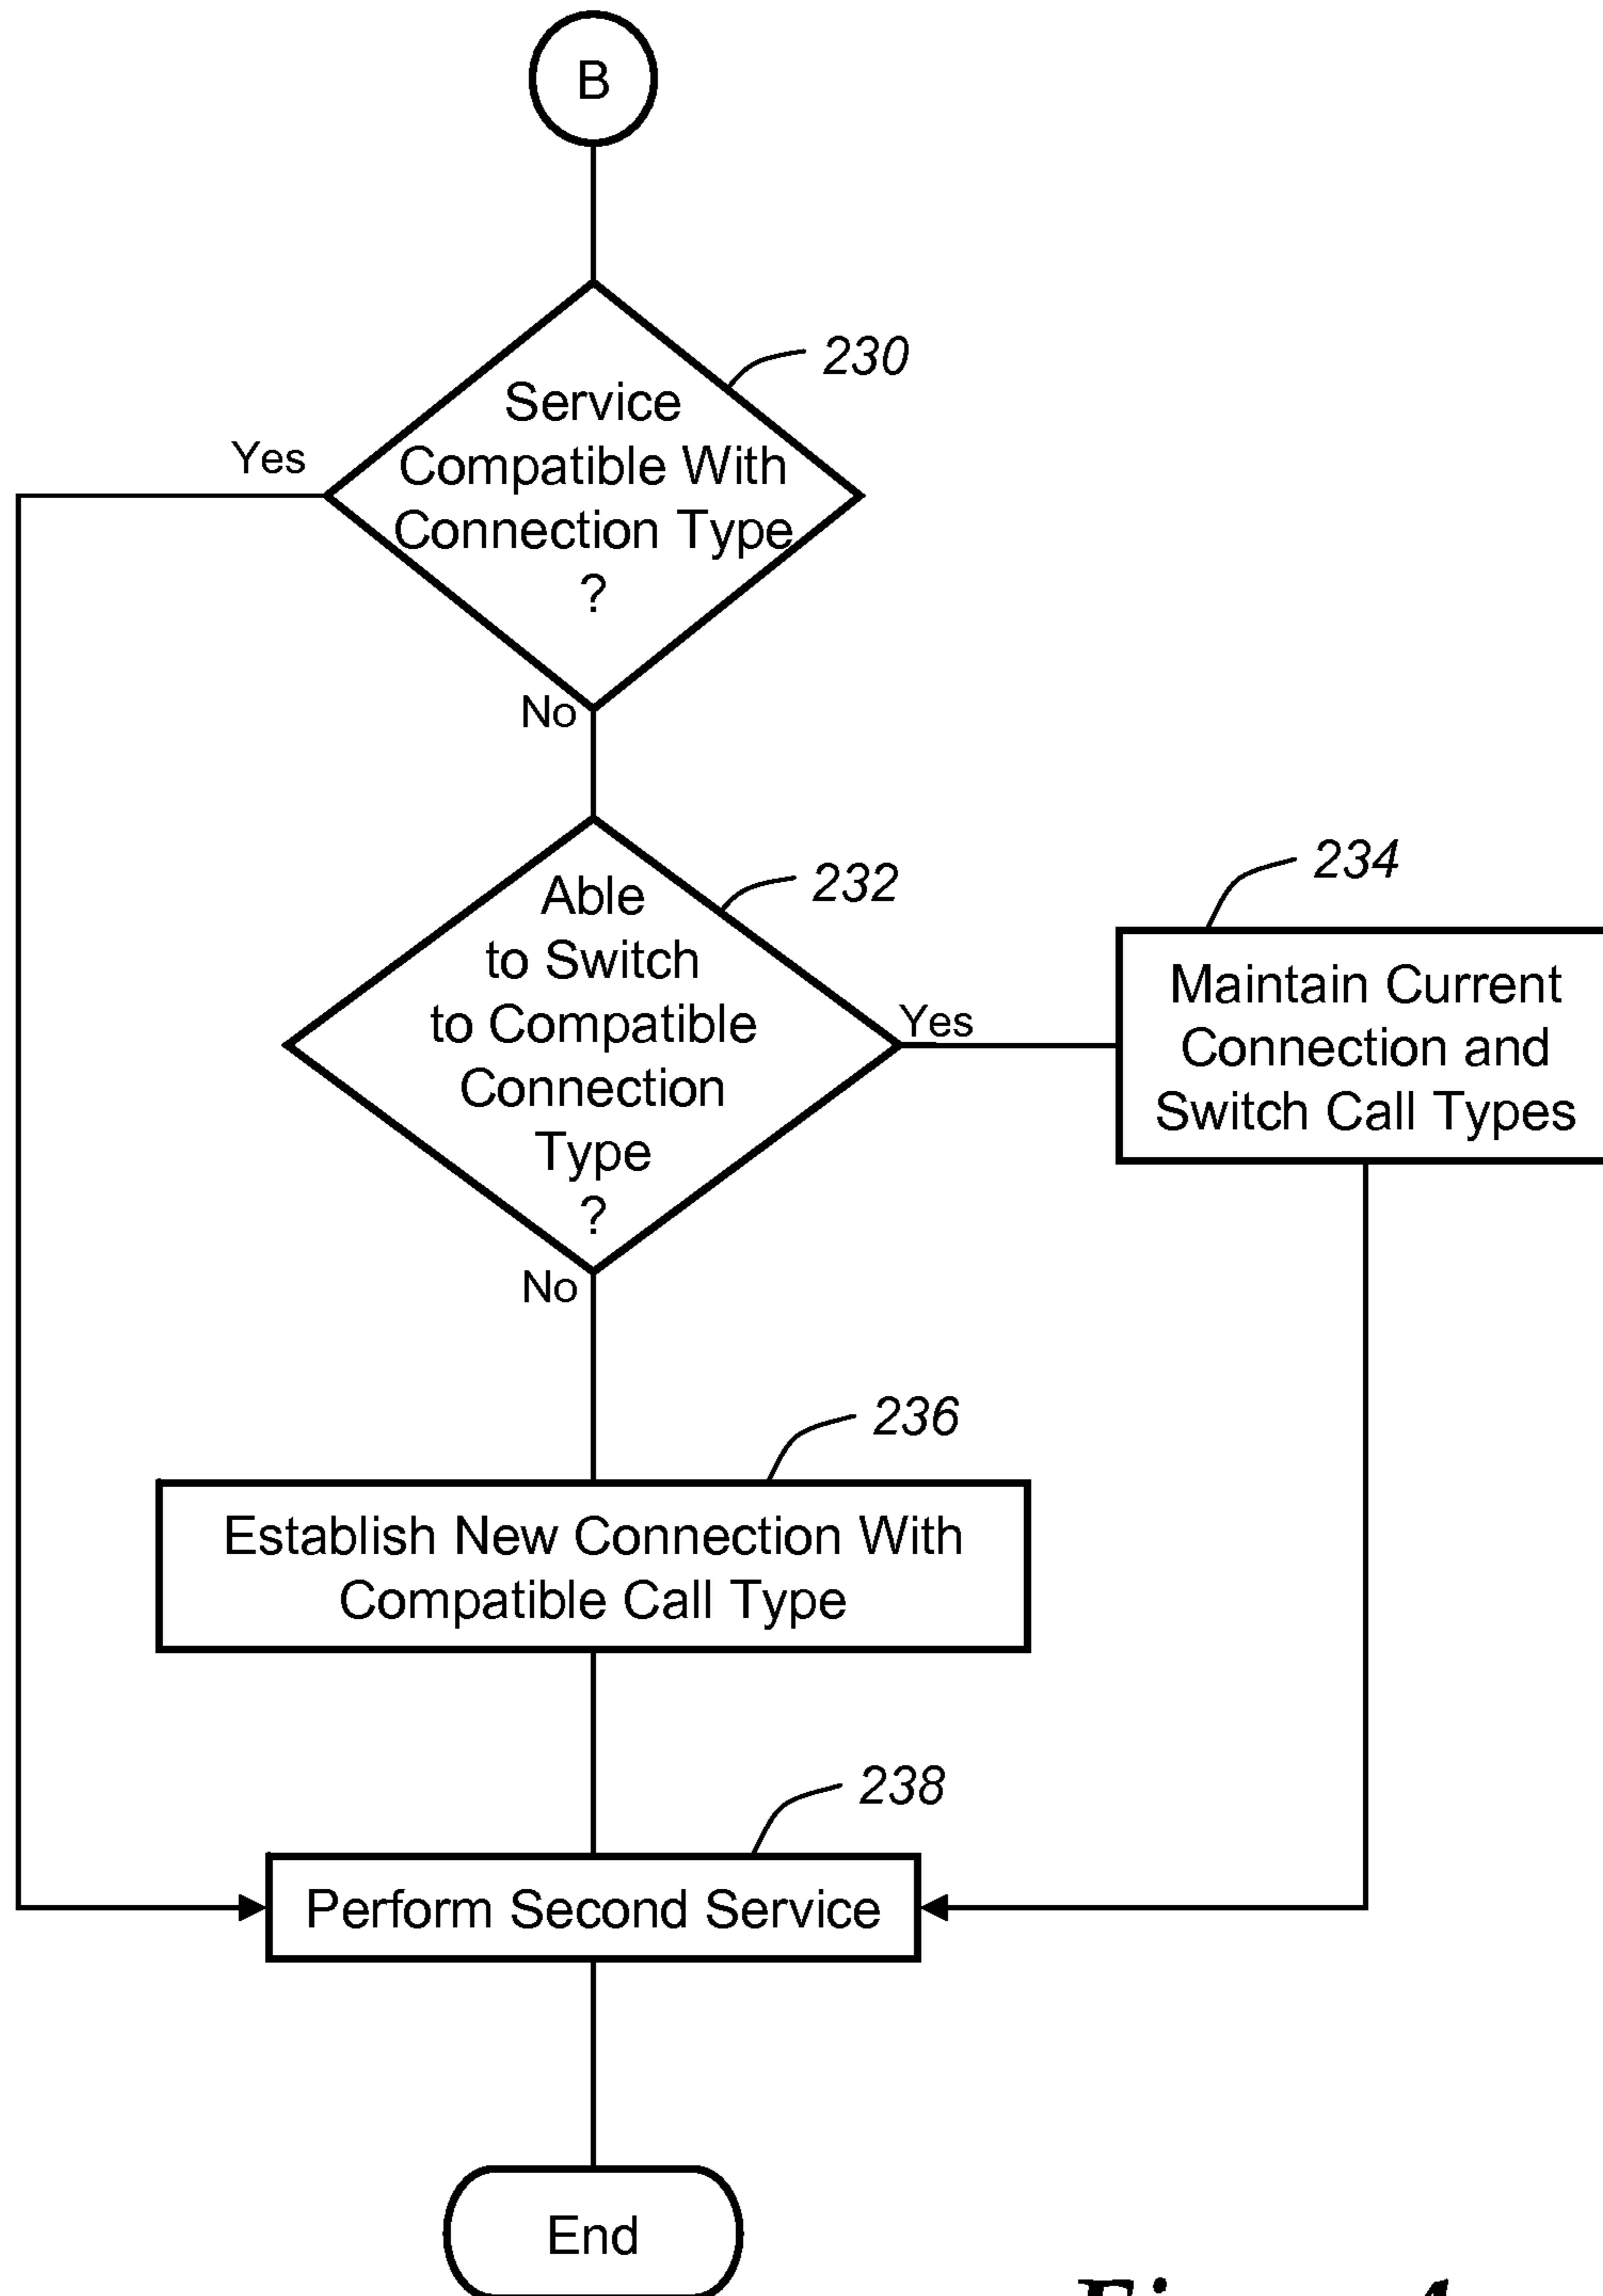 B
230
Service
Compatible With
Connection Type
?
Yes
No
232
Able
to Switch
to Compatible
Connection
Type
?
Yes
234
Maintain Current
Connection and
Switch Call Types
No
236
Establish New Connection With
Compatible Call Type
238
Perform Second Service
End